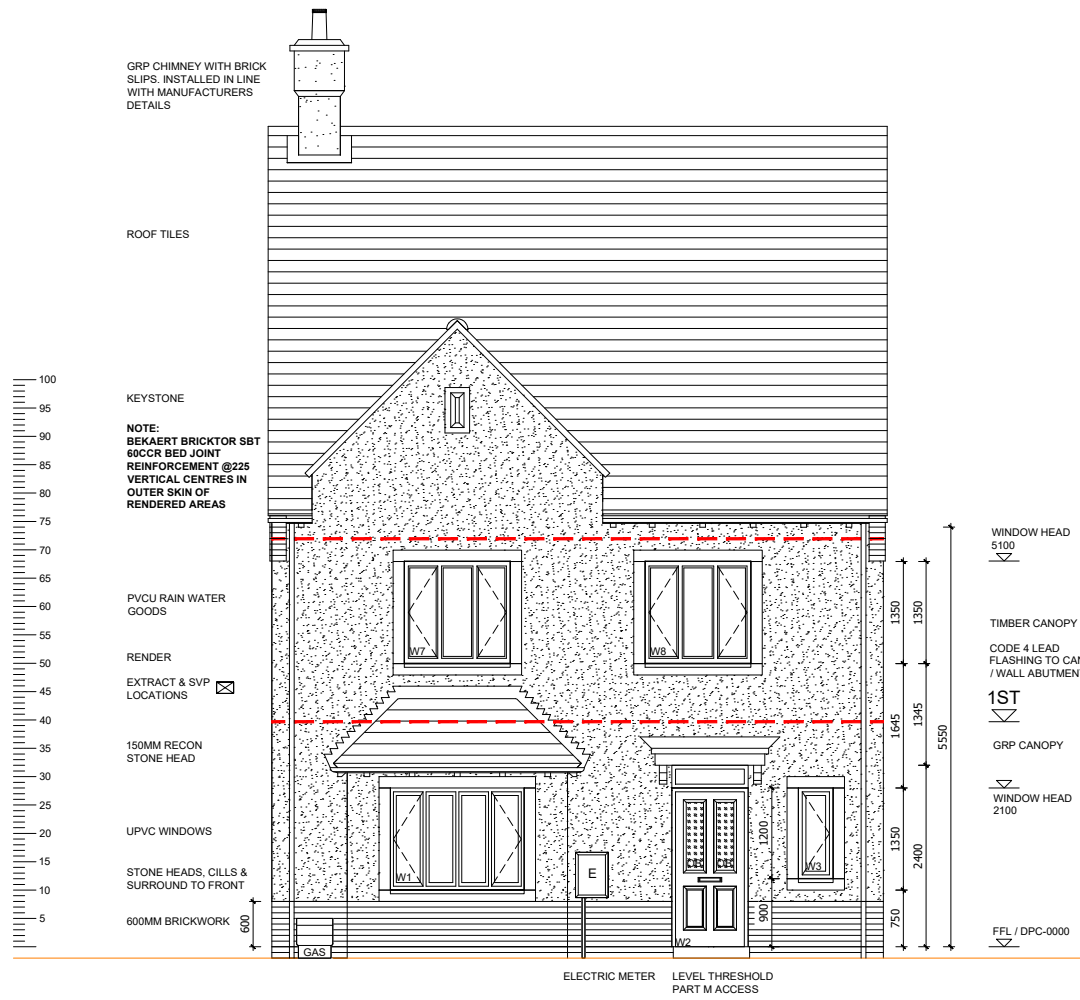 GRP CHIMNEY WITH BRICK
SLIPS. INSTALLED IN LINE
WITH MANUFACTURERS
DETAILS
ROOF TILES
100
95
90
85
80
75
70
65
60
55
50
45
40
35
30
25
20
15
10
5
KEYSTONE
NOTE:
BEKAERT BRICKTOR SBT
60CCR BED JOINT
REINFORCEMENT @225
VERTICAL CENTRES IN
OUTER SKIN OF
RENDERED AREAS
PVCU RAIN WATER
GOODS
RENDER
EXTRACT & SVP
LOCATIONS
150MM RECON
STONE HEAD
UPVC WINDOWS
STONE HEADS, CILLS &
SURROUND TO FRONT
600MM BRICKWORK
600
GAS
W7
W8
W1
E
W2
W3
1200
900
1350
1645
1350
750
1350
1345
2400
5550
WINDOW HEAD
5100
TIMBER CANOPY
CODE 4 LEAD
FLASHING TO CAN
/ WALL ABUTMEN
1ST
GRP CANOPY
WINDOW HEAD
2100
FFL / DPC-0000
ELECTRIC METER
LEVEL THRESHOLD
PART M ACCESS